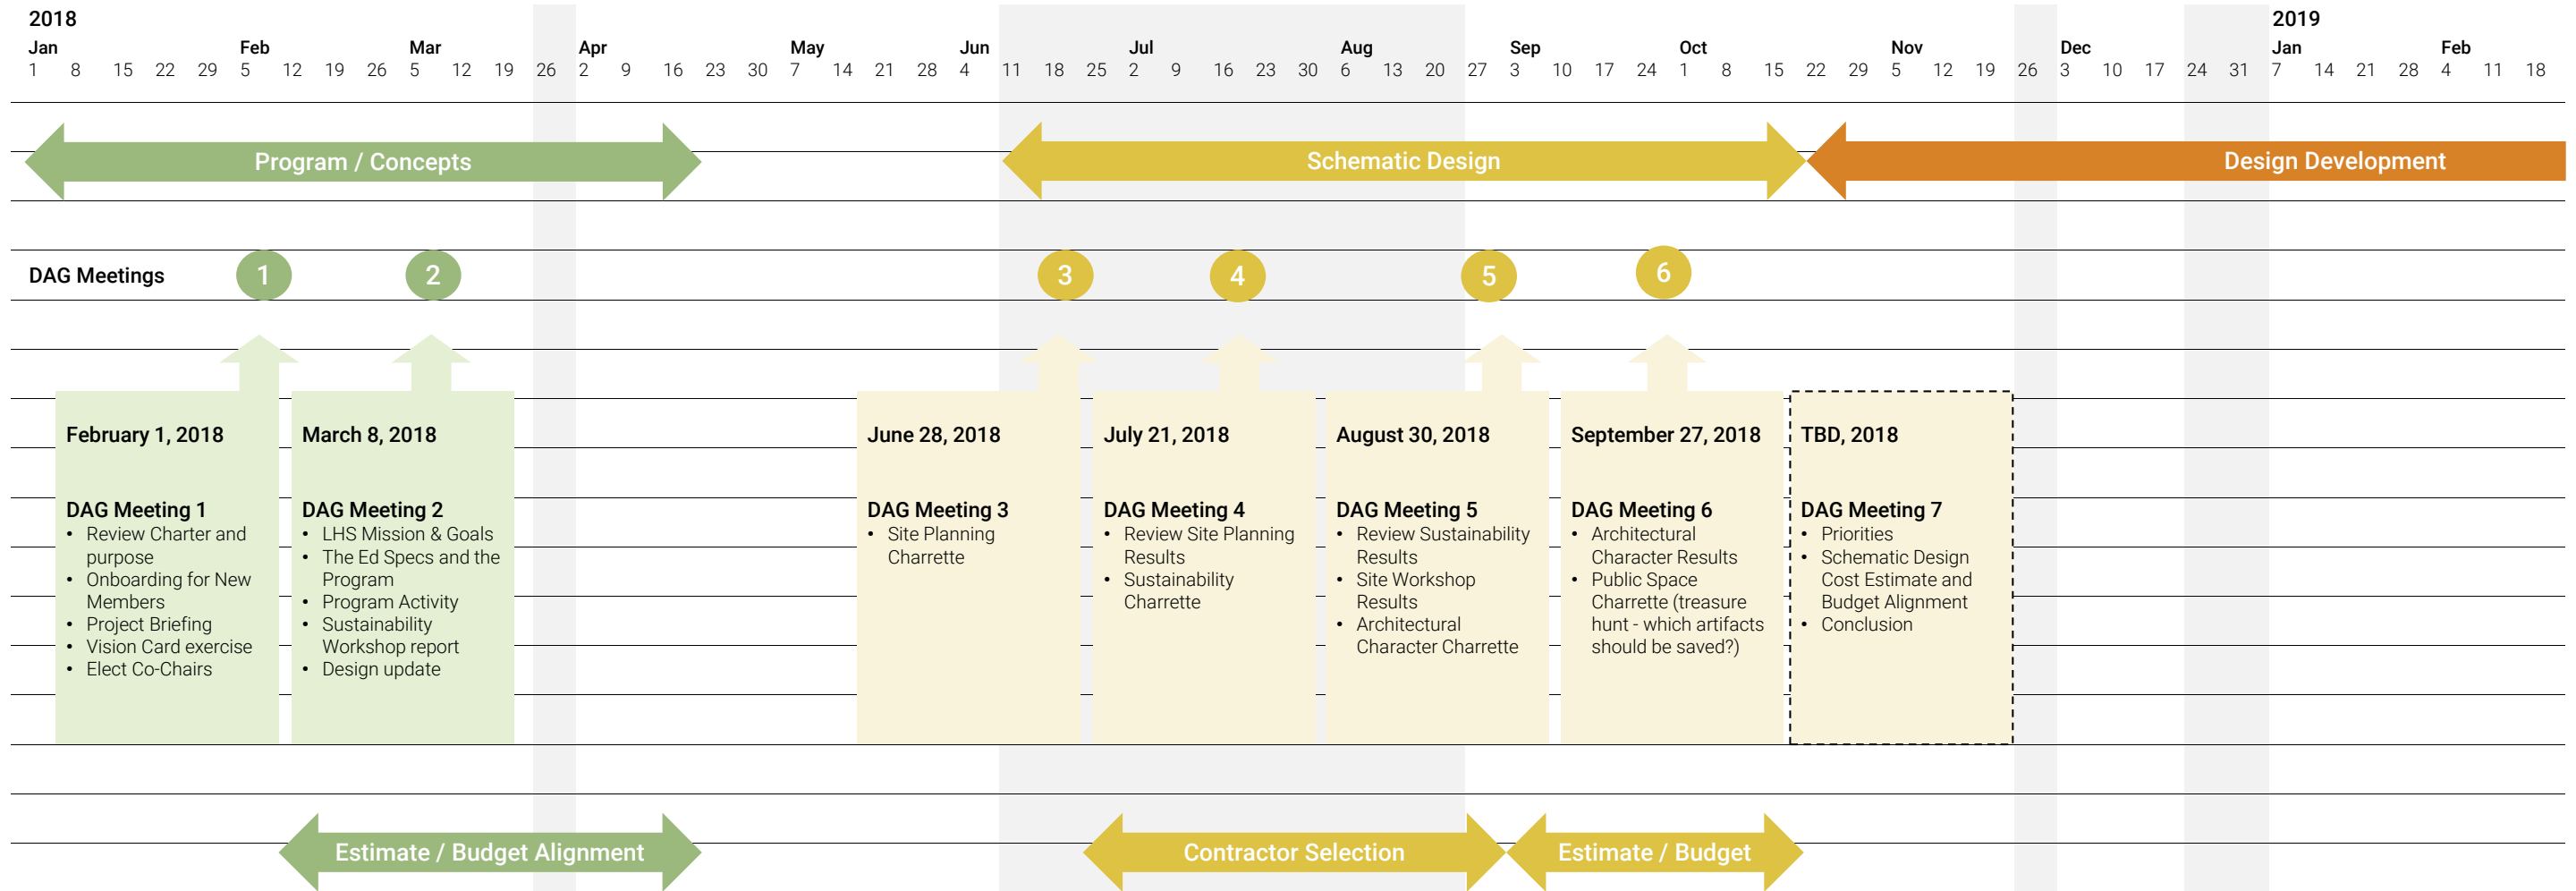 2018
2019
Jan Feb Mar Apr May Jun Jul Aug Sep Oct Nov Dec Jan Feb
1 8 15 22 29 5 12 19 26 5 12 19 26 2 9 16 23 30 7 14 21 28 4 11 18 25 2 9 16 23 30 6 13 20 27 3 10 17 24 1 8 15 22 29 5 12 19 26 3 10 17 24 31 7 14 21 28 4 11 18
Program / Concepts
Schematic Design
Design Development
DAG Meetings
1
2
3
4
5
6
February 1, 2018
DAG Meeting 1
• Review Charter and
purpose
• Onboarding for New
Members
• Project Briefing
• Vision Card exercise
• Elect Co-Chairs
March 8, 2018
DAG Meeting 2
• LHS Mission & Goals
• The Ed Specs and the
Program
• Program Activity
• Sustainability
Workshop report
• Design update
June 28, 2018
DAG Meeting 3
• Site Planning
Charrette
July 21, 2018
DAG Meeting 4
• Review Site Planning
Results
• Sustainability
Charrette
August 30, 2018
DAG Meeting 5
• Review Sustainability
Results
• Site Workshop
Results
• Architectural
Character Charrette
September 27, 2018
DAG Meeting 6
• Architectural
Character Results
• Public Space
Charrette (treasure
hunt - which artifacts
should be saved?)
TBD, 2018
DAG Meeting 7
• Priorities
• Schematic Design
Cost Estimate and
Budget Alignment
• Conclusion
Estimate / Budget Alignment
Contractor Selection
Estimate / Budget